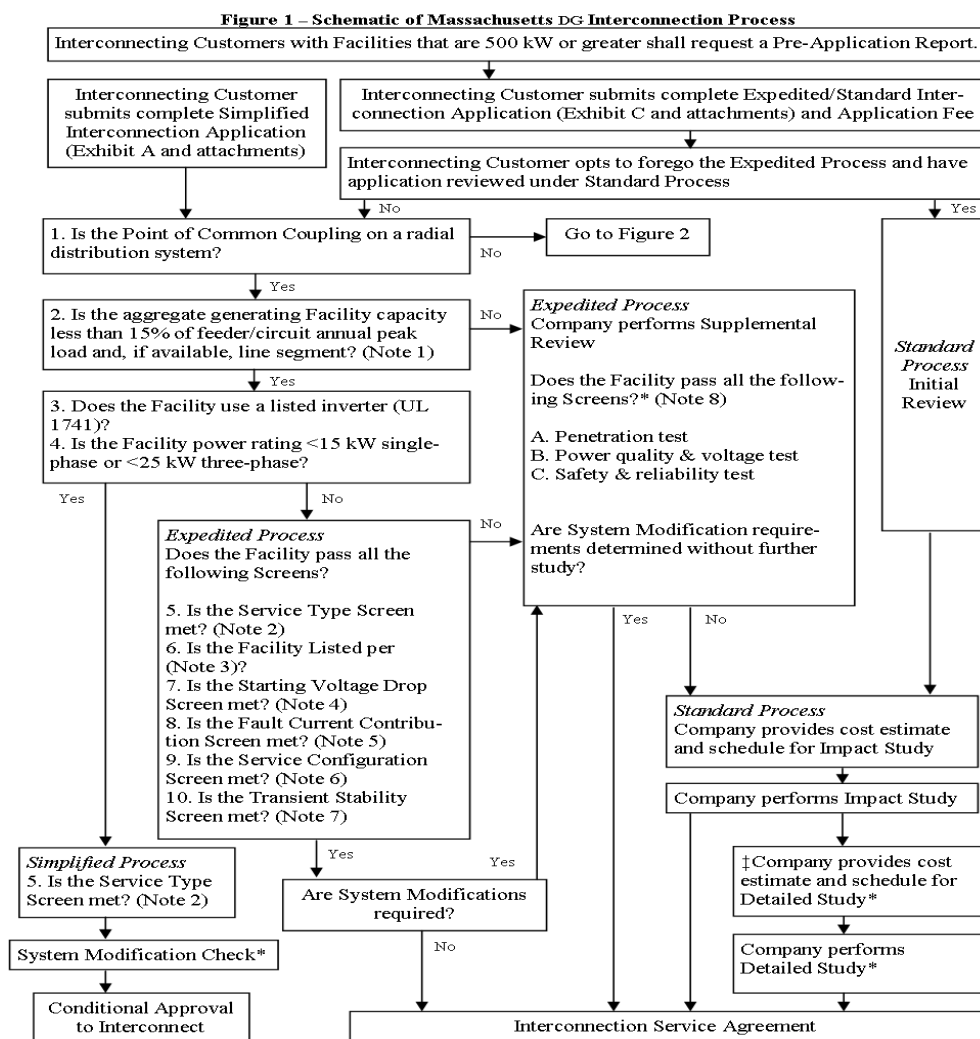 Figure 1 – Schematic of Massachusetts DG Interconnection Process
Interconnecting Customers with Facilities that are 500 kW or greater shall request a Pre-Application Report.
Interconnecting Customer
submits complete Simplified
Interconnection Application
(Exhibit A and attachments)
Interconnecting Customer submits complete Expedited/Standard Inter-
connection Application (Exhibit C and attachments) and Application Fee
Interconnecting Customer opts to forego the Expedited Process and have
application reviewed under Standard Process
No
Yes
1. Is the Point of Common Coupling on a radial
distribution system?
No
Go to Figure 2
Yes
2. Is the aggregate generating Facility capacity
less than 15% of feeder/circuit annual peak
load and, if available, line segment? (Note 1)
No
Yes
3. Does the Facility use a listed inverter (UL
1741)?
4. Is the Facility power rating <15 kW single-
phase or <25 kW three-phase?
Yes
No
Expedited Process
Company performs Supplemental
Review
Does the Facility pass all the follow-
ing Screens?* (Note 8)
A. Penetration test
B. Power quality & voltage test
C. Safety & reliability test
Are System Modification require-
ments determined without further
study?
Yes
No
Standard
Process
Initial
Review
Expedited Process
Does the Facility pass all the
following Screens?
5. Is the Service Type Screen
met? (Note 2)
6. Is the Facility Listed per
(Note 3)?
7. Is the Starting Voltage Drop
Screen met? (Note 4)
8. Is the Fault Current Contribu-
tion Screen met? (Note 5)
9. Is the Service Configuration
Screen met? (Note 6)
10. Is the Transient Stability
Screen met? (Note 7)
No
Yes
Yes
Standard Process
Company provides cost estimate
and schedule for Impact Study
Company performs Impact Study
Simplified Process
5. Is the Service Type
Screen met? (Note 2)
Are System Modifications
required?
No
‡Company provides cost
estimate and schedule for
Detailed Study*
System Modification Check*
Company performs
Detailed Study*
Conditional Approval
to Interconnect
Interconnection Service Agreement